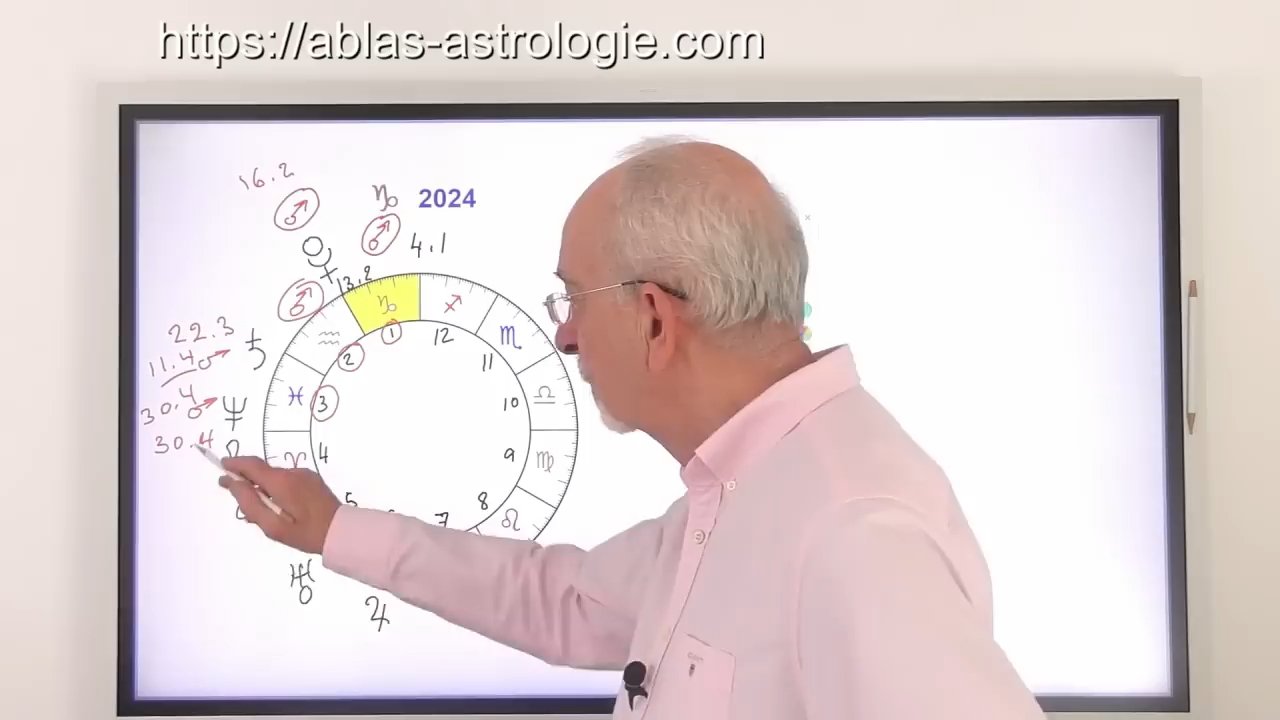 https://ablas-astrologie.com
16.2
♂
♑ 2024
♂ 4.1
♀
13.2
♂
♑ ♐
♒ ① 12 ♏
22.3 ♄
11.4 ♂
② 11
30.4 ♂ ♆
♓ ③ 10 ♎
30.4
♈ 4 9 ♍
5 7 8 ♌
♅
♃